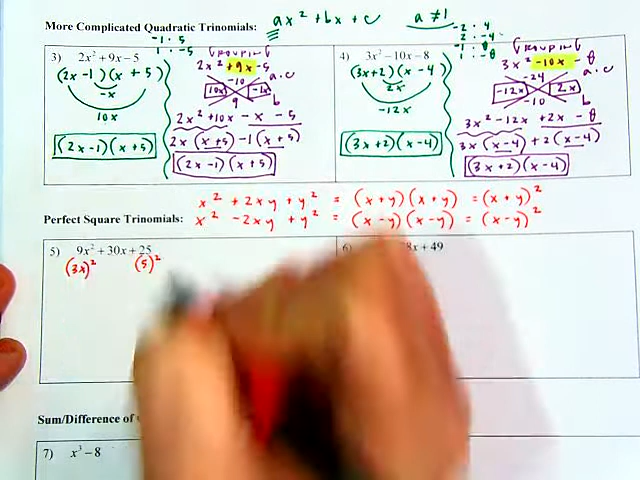 More Complicated Quadratic Trinomials: ax² + bx + c a ≠ 1
3) 2x² + 9x - 5
-1 · 5
1 · -5
(2x - 1)(x + 5)
-x
10x
(2x - 1)(x + 5)
GROUPING
2x² +9x - 5
-10 a·c
10x -1x
9 b
2x² + 10x - x - 5
2x (x+5) -1 (x+5)
(2x-1)(x+5)
4) 3x² - 10x - 8
-2 · 4
2 · -4
-1 · 8
1 · -8
(3x+2)(x - 4)
2x
-12x
(3x+2)(x-4)
GROUPING
3x² -10x - 8
-24 a·c
-12x 2x
-10 b
3x² - 12x + 2x - 8
3x (x-4) + 2 (x-4)
(3x+2)(x-4)
x² + 2xy + y² = (x+y)(x+y) = (x+y)²
Perfect Square Trinomials: x² - 2xy + y² = (x-y)(x-y) = (x-y)²
5) 9x² + 30x + 25
(3x)² (5)²
6) 8x + 49
Sum/Difference of
7) x³ - 8